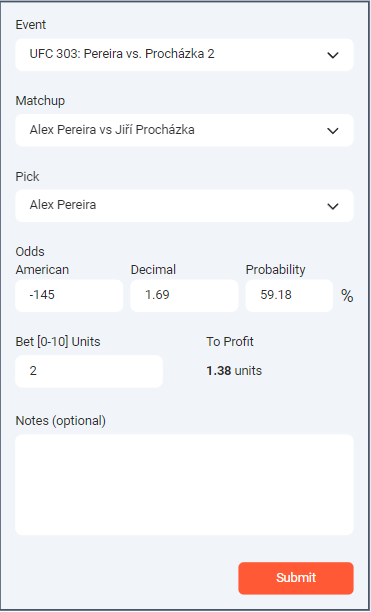 Event
UFC 303: Pereira vs. Procházka 2
Matchup
Alex Pereira vs Jiří Procházka
Pick
Alex Pereira
Odds
American Decimal Probability
-145 1.69 59.18 %
Bet [0-10] Units To Profit
2 1.38 units
Notes (optional)
Submit